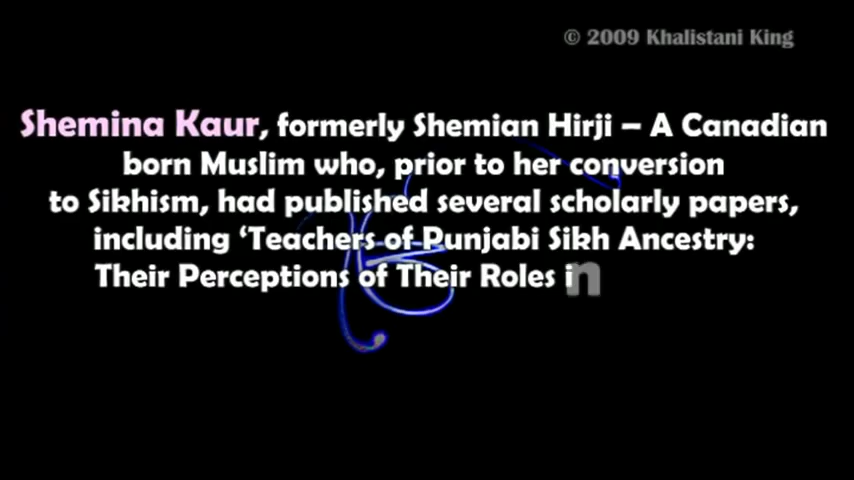 © 2009 Khalistani King
Shemina Kaur, formerly Shemian Hirji – A Canadian
born Muslim who, prior to her conversion
to Sikhism, had published several scholarly papers,
including ‘Teachers of Punjabi Sikh Ancestry:
Their Perceptions of Their Roles in